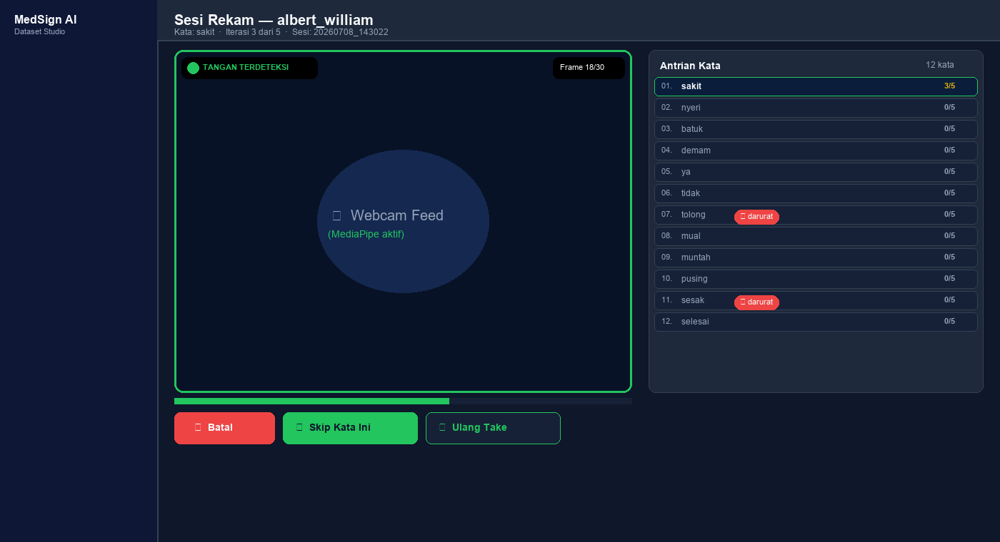 MedSign AI
Dataset Studio
Sesi Rekam — albert_william
Kata: sakit · Iterasi 3 dari 5 · Sesi: 20260708_143022
TANGAN TERDETEKSI
Frame 18/30
Webcam Feed
(MediaPipe aktif)
Batal
Skip Kata Ini
Ulang Take
Antrian Kata
12 kata
01. sakit 3/5
02. nyeri 0/5
03. batuk 0/5
04. demam 0/5
05. ya 0/5
06. tidak 0/5
07. tolong darurat 0/5
08. mual 0/5
09. muntah 0/5
10. pusing 0/5
11. sesak darurat 0/5
12. selesai 0/5